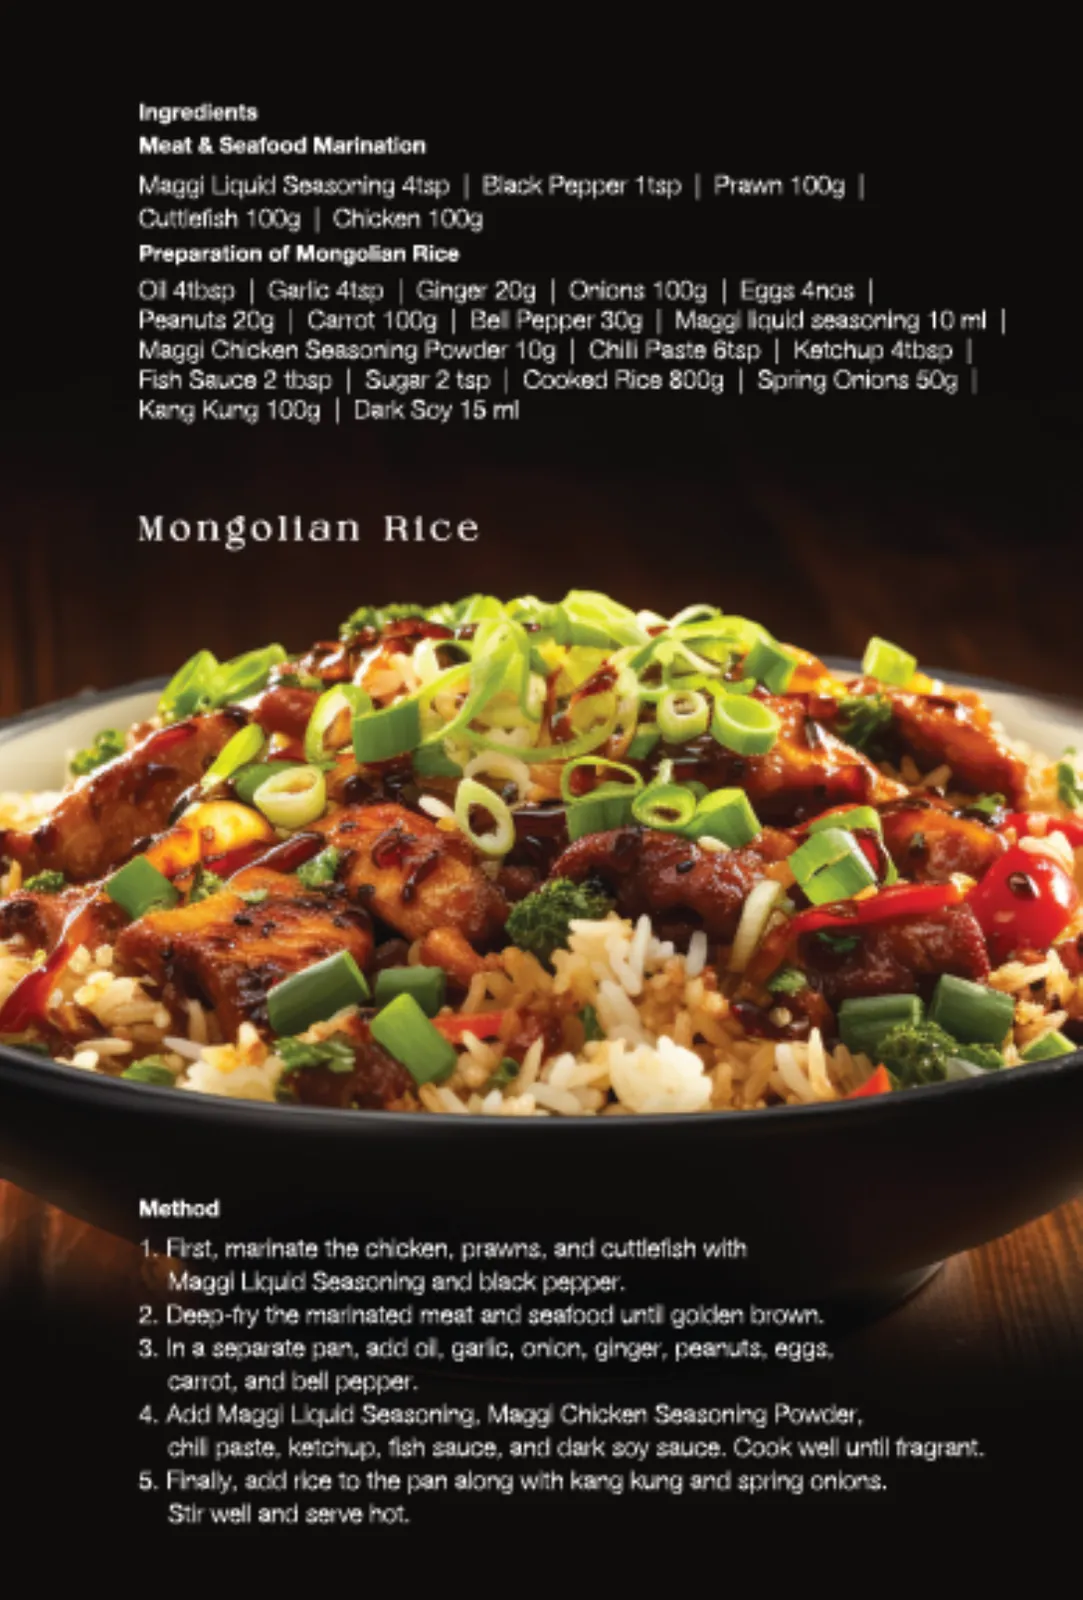 Ingredients
Meat & Seafood Marination
Maggi Liquid Seasoning 4tsp | Black Pepper 1tsp | Prawn 100g |
Cuttlefish 100g | Chicken 100g
Preparation of Mongolian Rice
Oil 4tbsp | Garlic 4tsp | Ginger 20g | Onions 100g | Eggs 4nos |
Peanuts 20g | Carrot 100g | Bell Pepper 30g | Maggi liquid seasoning 10 ml |
Maggi Chicken Seasoning Powder 10g | Chili Paste 6tsp | Ketchup 4tbsp |
Fish Sauce 2 tbsp | Sugar 2 tsp | Cooked Rice 800g | Spring Onions 50g |
Kang Kung 100g | Dark Soy 15 ml
Mongolian Rice
Method
1. First, marinate the chicken, prawns, and cuttlefish with
Maggi Liquid Seasoning and black pepper.
2. Deep-fry the marinated meat and seafood until golden brown.
3. In a separate pan, add oil, garlic, onion, ginger, peanuts, eggs,
carrot, and bell pepper.
4. Add Maggi Liquid Seasoning, Maggi Chicken Seasoning Powder,
chili paste, ketchup, fish sauce, and dark soy sauce. Cook well until fragrant.
5. Finally, add rice to the pan along with kang kung and spring onions.
Stir well and serve hot.